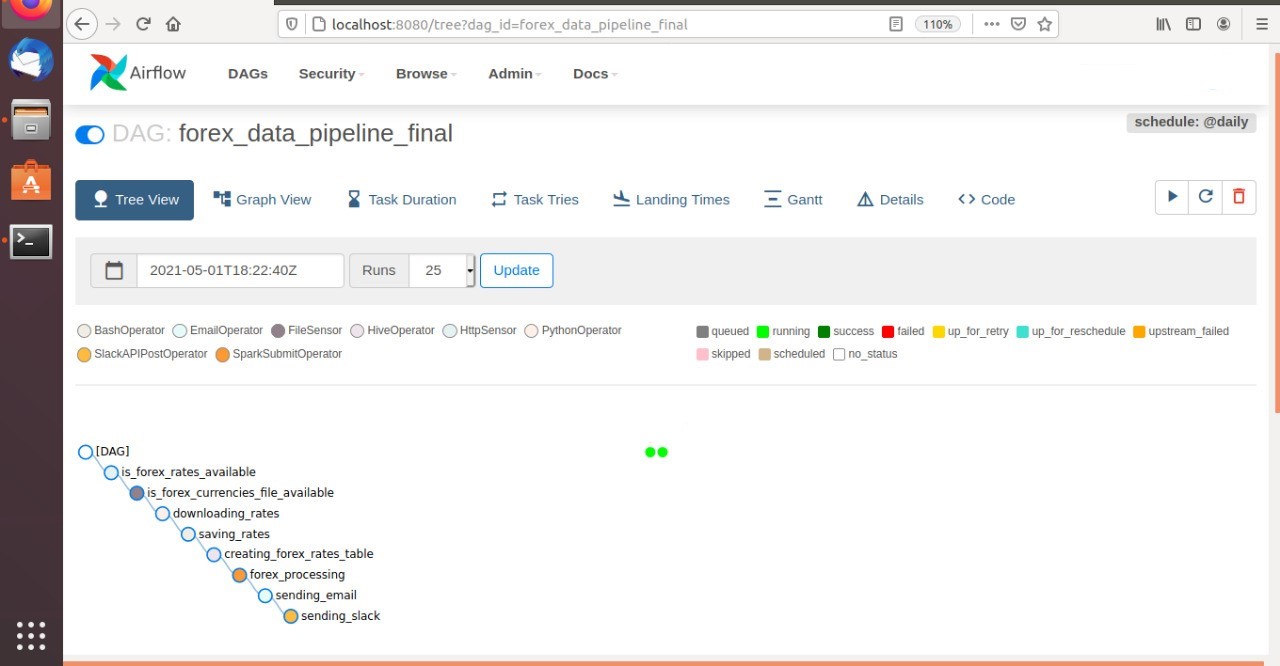 localhost:8080/tree?dag_id=forex_data_pipeline_final 110%
Airflow DAGs Security Browse Admin Docs
schedule: @daily
DAG: forex_data_pipeline_final
Tree View Graph View Task Duration Task Tries Landing Times Gantt Details Code
2021-05-01T18:22:40Z Runs 25 Update
BashOperator EmailOperator FileSensor HiveOperator HttpSensor PythonOperator queued running success failed up_for_retry up_for_reschedule upstream_failed
SlackAPIPostOperator SparkSubmitOperator skipped scheduled no_status
[DAG]
is_forex_rates_available
is_forex_currencies_file_available
downloading_rates
saving_rates
creating_forex_rates_table
forex_processing
sending_email
sending_slack